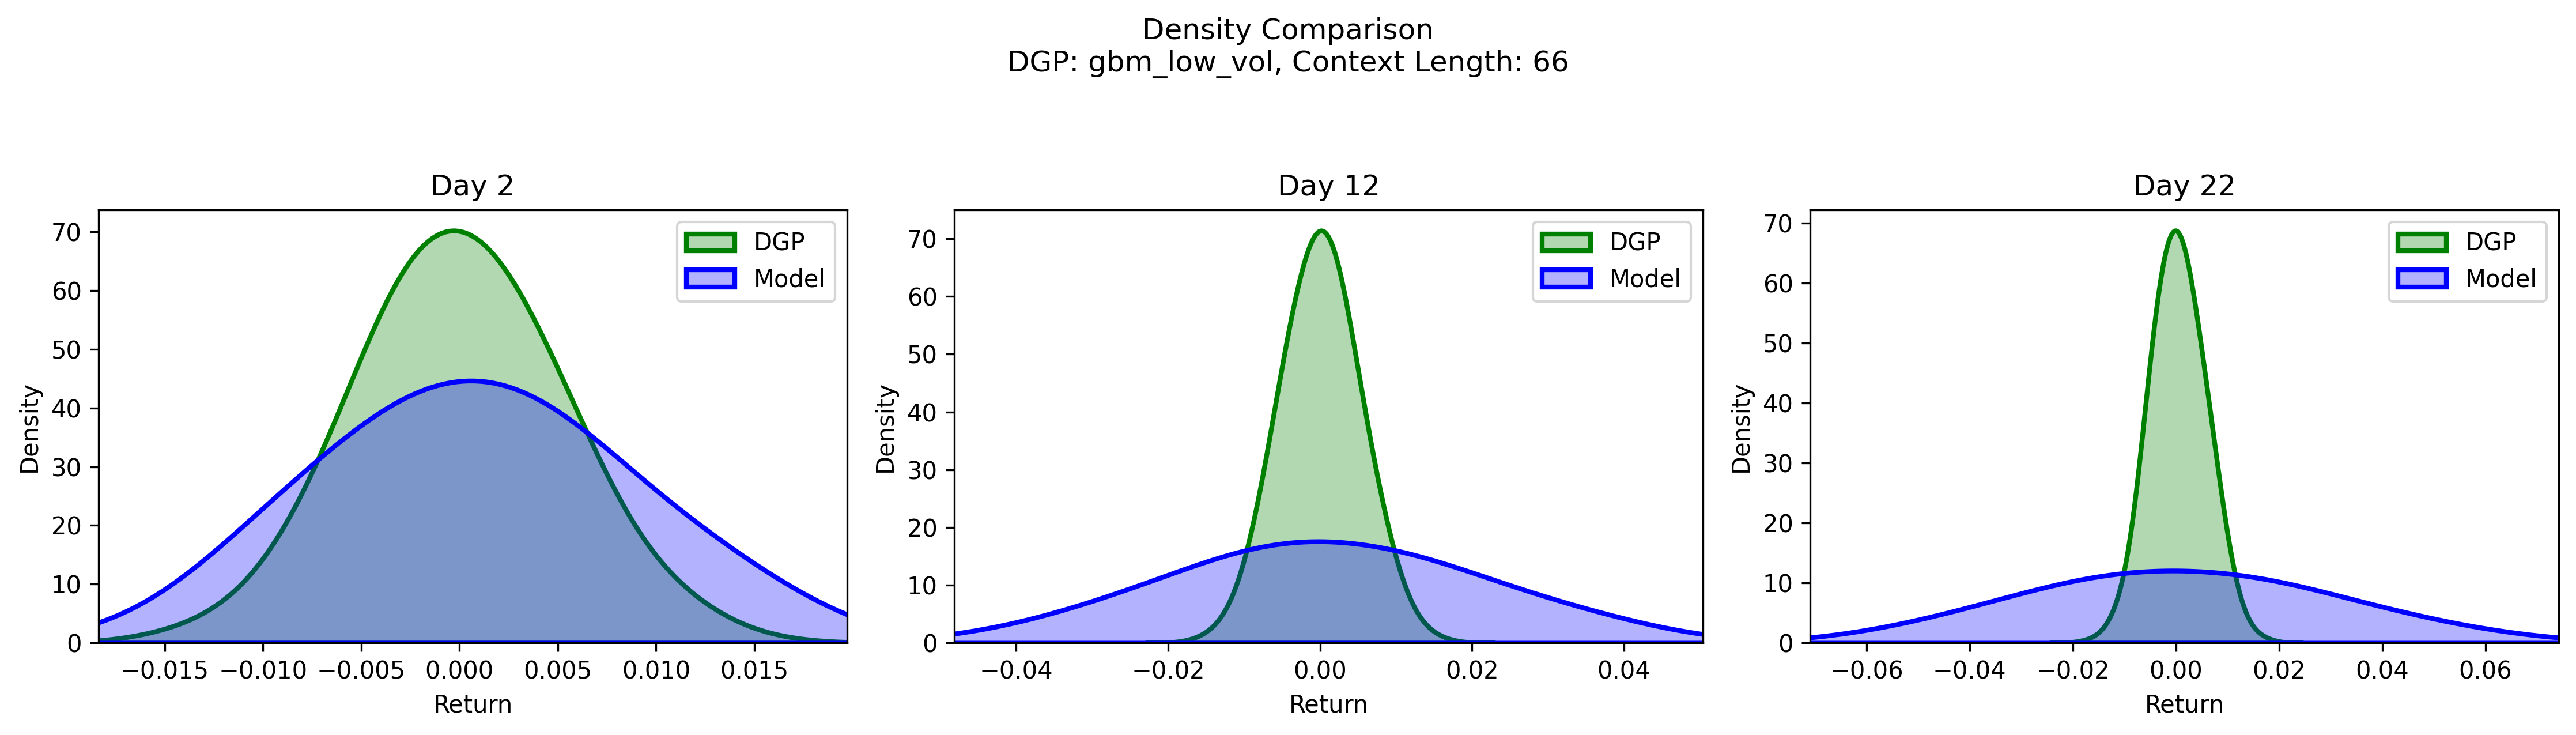 Density Comparison
DGP: gbm_low_vol, Context Length: 66
Day 2
70
60
50
40
30
20
10
0
Density
−0.015 −0.010 −0.005 0.000 0.005 0.010 0.015
Return
DGP
Model
Day 12
70
60
50
40
30
20
10
0
Density
−0.04 −0.02 0.00 0.02 0.04
Return
DGP
Model
Day 22
70
60
50
40
30
20
10
0
Density
−0.06 −0.04 −0.02 0.00 0.02 0.04 0.06
Return
DGP
Model